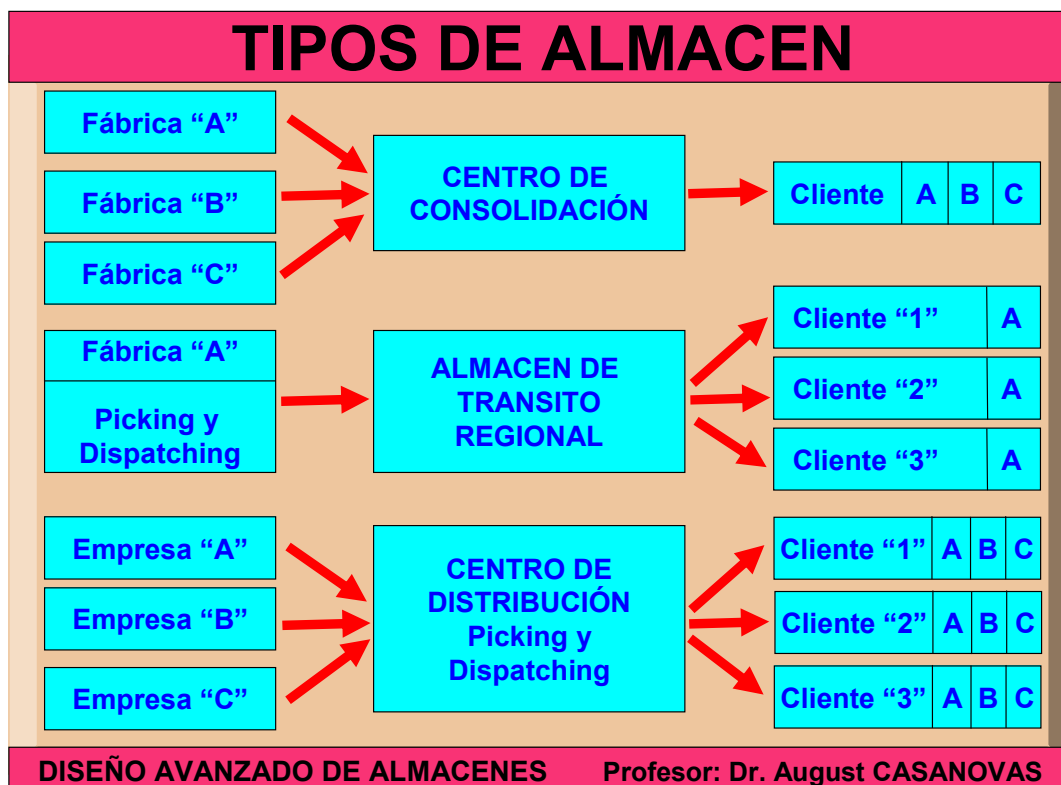 TIPOS DE ALMACEN
Fábrica “A”
Fábrica “B”
Fábrica “C”
CENTRO DE
CONSOLIDACIÓN
Cliente A B C
Fábrica “A”
Picking y
Dispatching
ALMACEN DE
TRANSITO
REGIONAL
Cliente “1” A
Cliente “2” A
Cliente “3” A
Empresa “A”
Empresa “B”
Empresa “C”
CENTRO DE
DISTRIBUCIÓN
Picking y
Dispatching
Cliente “1” A B C
Cliente “2” A B C
Cliente “3” A B C
DISEÑO AVANZADO DE ALMACENES Profesor: Dr. August CASANOVAS